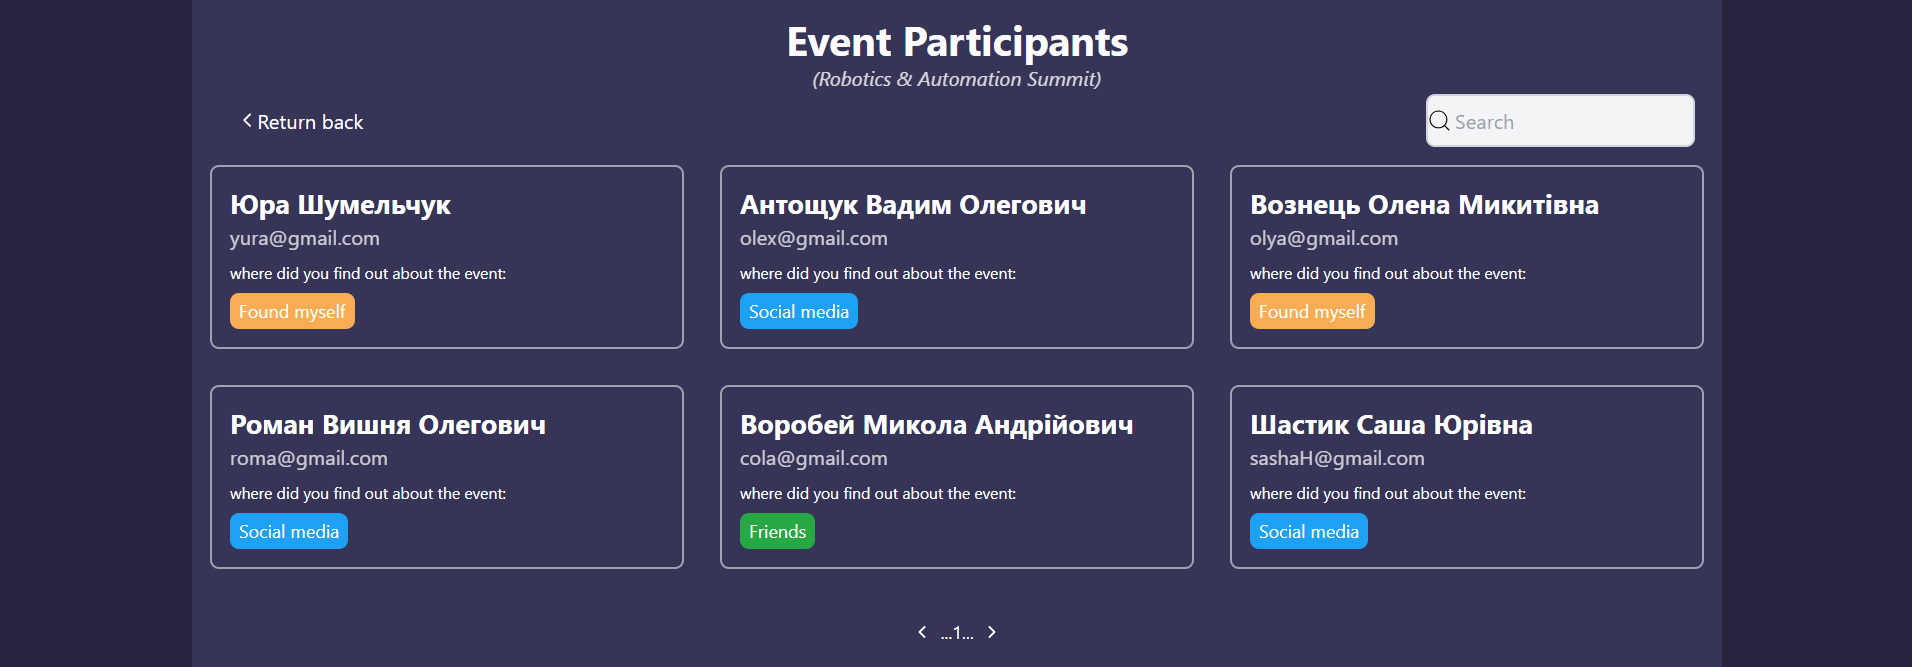 Event Participants
(Robotics & Automation Summit)
Return back
Search
Юра Шумельчук
yura@gmail.com
where did you find out about the event:
Found myself
Антощук Вадим Олегович
olex@gmail.com
where did you find out about the event:
Social media
Вознець Олена Микитівна
olya@gmail.com
where did you find out about the event:
Found myself
Роман Вишня Олегович
roma@gmail.com
where did you find out about the event:
Social media
Воробей Микола Андрійович
cola@gmail.com
where did you find out about the event:
Friends
Шастик Саша Юрівна
sashaH@gmail.com
where did you find out about the event:
Social media
...1...